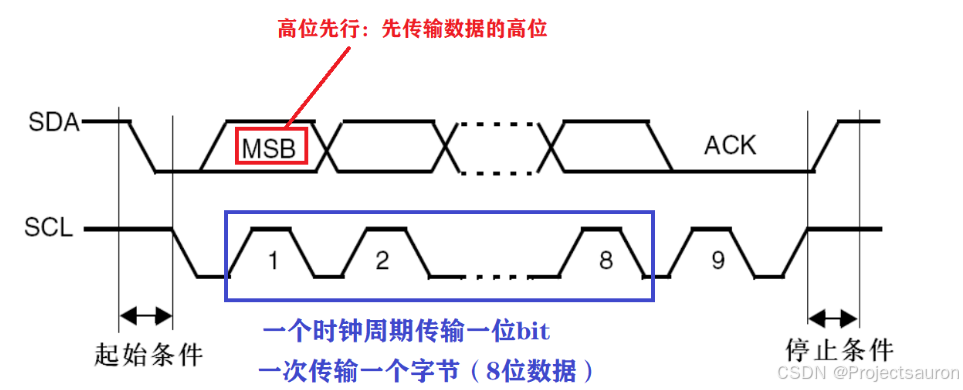 高位先行：先传输数据的高位
SDA
MSB
ACK
SCL
1
2
8
9
一个时钟周期传输一位bit
起始条件
一次传输一个字节（8位数据）
停止条件
CSDN @Projectsauron